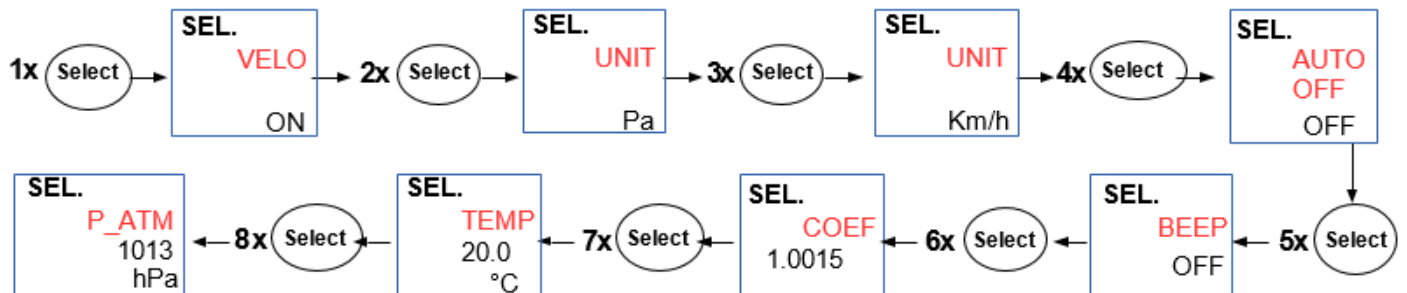 1x
Select
SEL.
VELO
ON
2x
Select
SEL.
UNIT
Pa
3x
Select
SEL.
UNIT
Km/h
4x
Select
SEL.
AUTO
OFF
OFF
5x
Select
SEL.
BEEP
OFF
6x
Select
SEL.
COEF
1.0015
7x
Select
SEL.
TEMP
20.0
°C
8x
Select
SEL.
P_ATM
1013
hPa